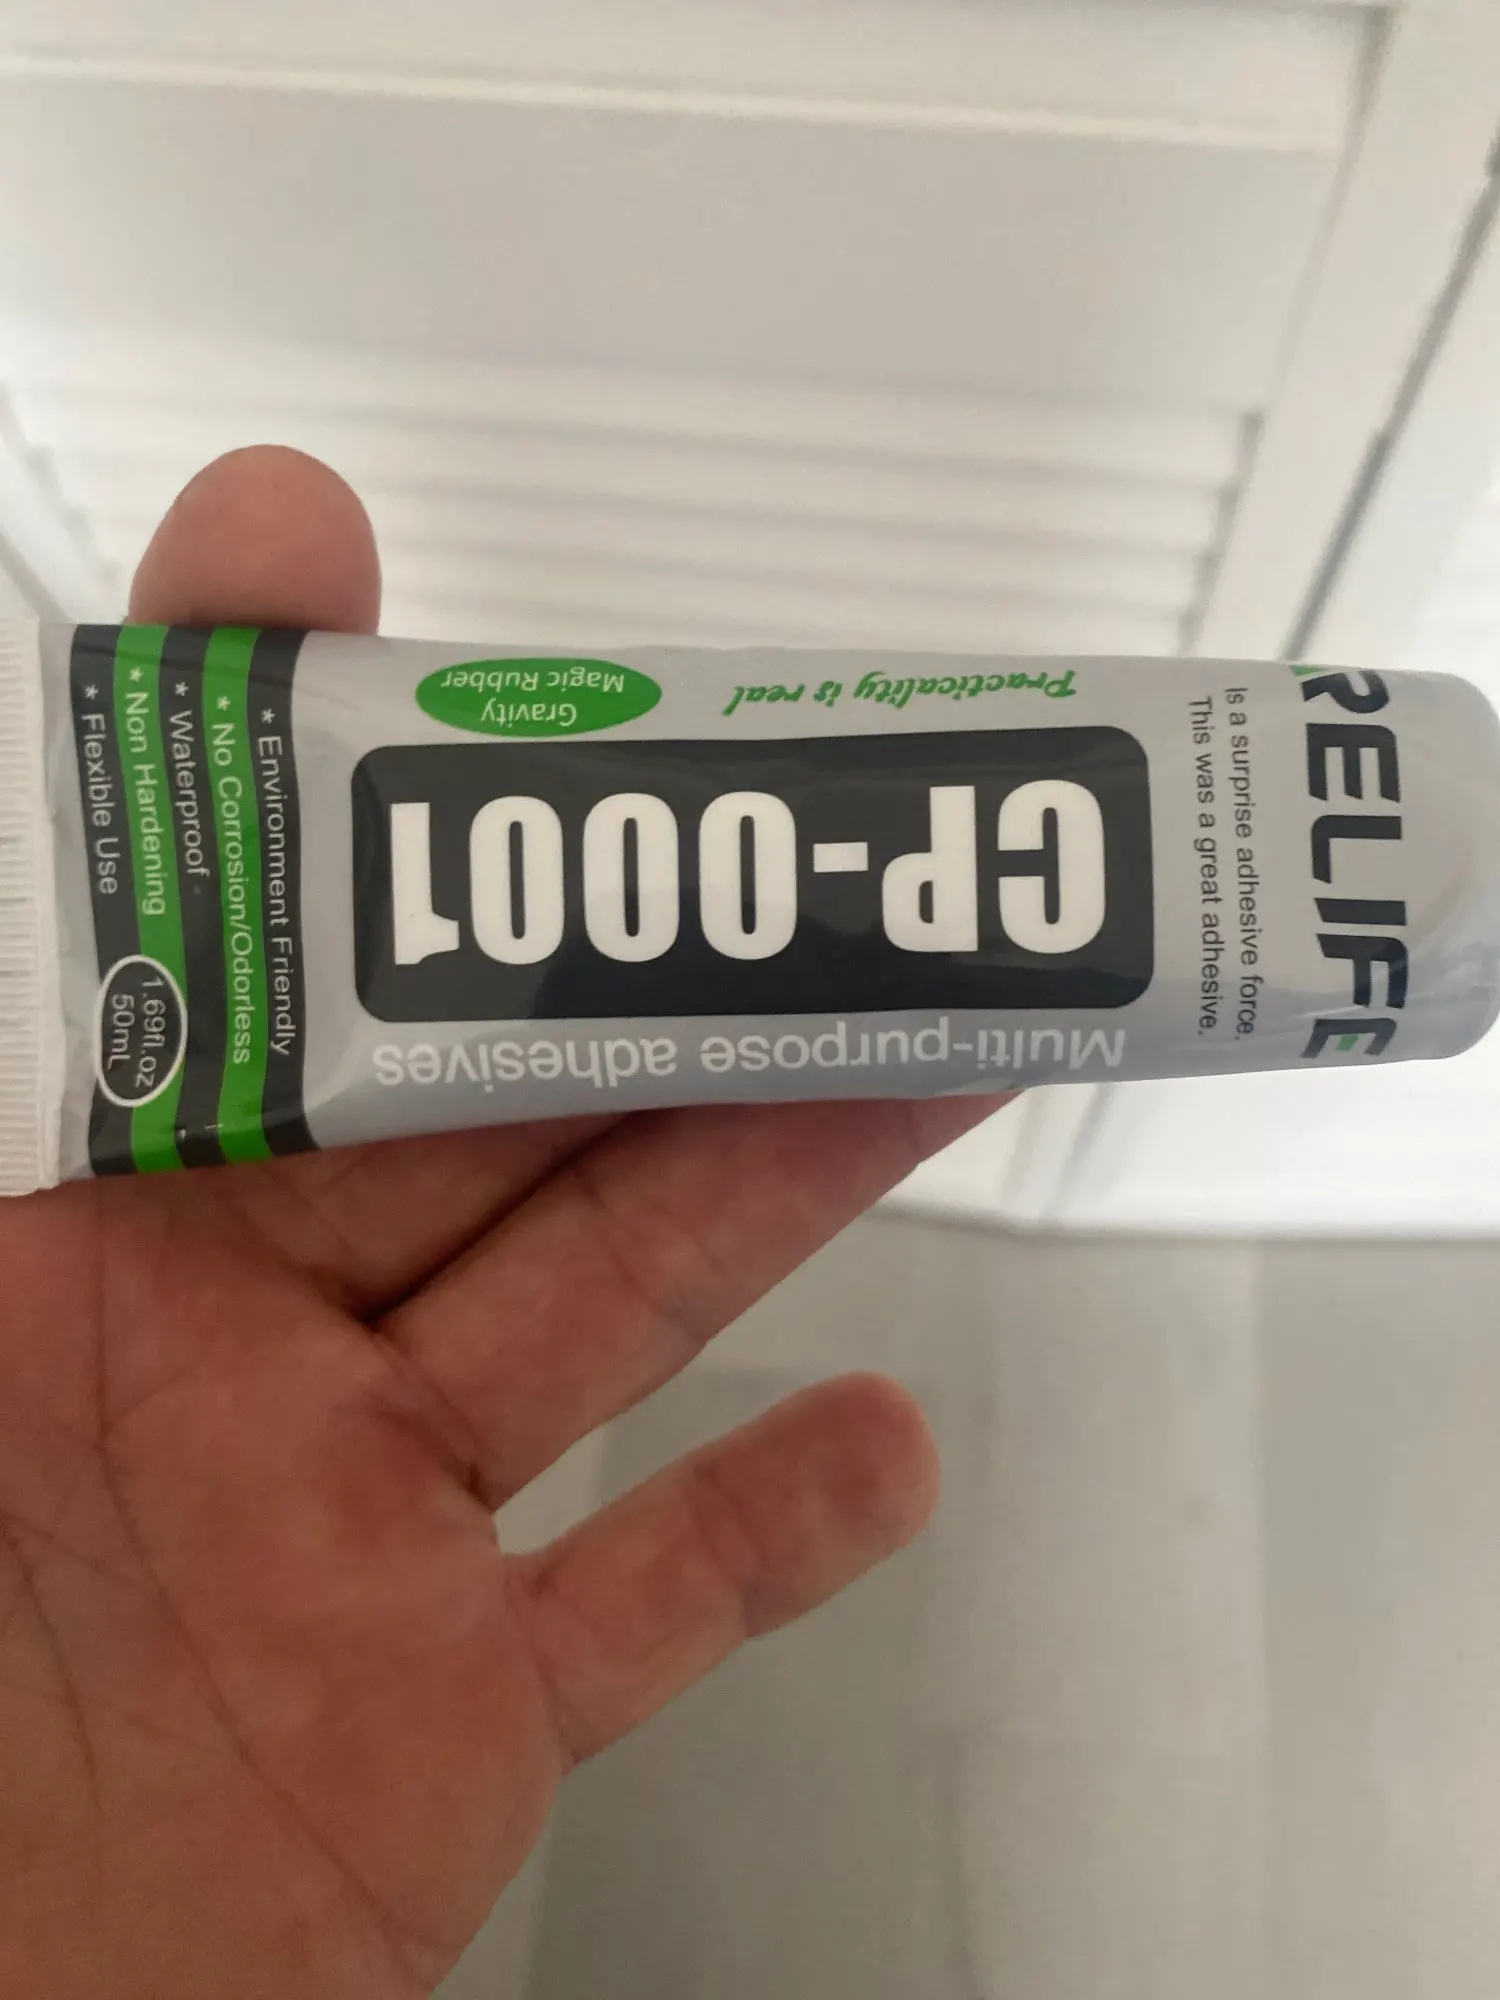 RELIFE
This was a great adhesive.
Is a surprise adhesive force.
Multi-purpose adhesives
CP-0001
Practicality is real
Gravity
Magic Rubber
* Environment Friendly
* No Corrosion/Odorless
* Waterproof
* Non Hardening
* Flexible Use
1.69fl.oz
50mL